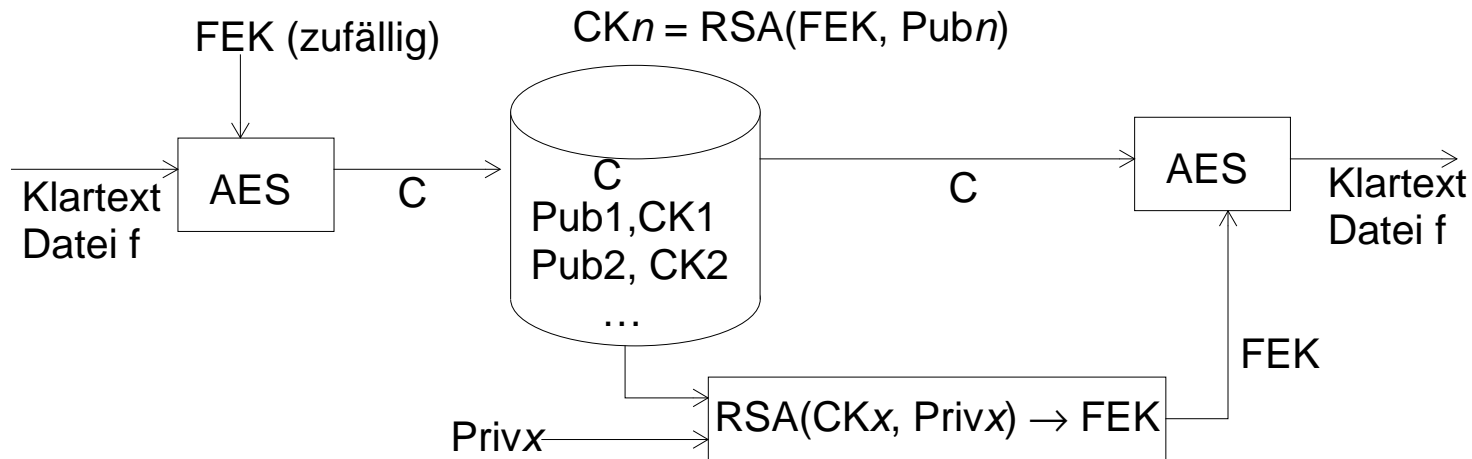 FEK (zufällig)
CKn = RSA(FEK, Pubn)
Klartext
Datei f
AES
C
C
Pub1,CK1
Pub2, CK2
...
C
AES
Klartext
Datei f
FEK
Privx
RSA(CKx, Privx) → FEK